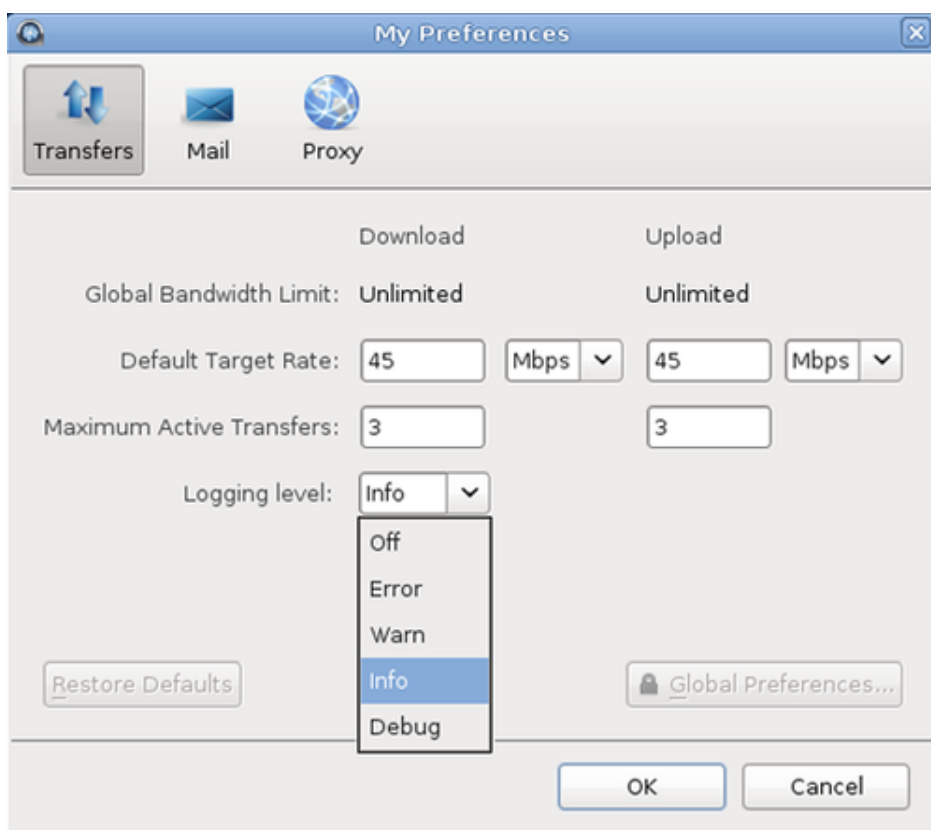 My Preferences
Transfers Mail Proxy
Download Upload
Global Bandwidth Limit: Unlimited Unlimited
Default Target Rate: 45 Mbps 45 Mbps
Maximum Active Transfers: 3 3
Logging level: Info
Off
Error
Warn
Info
Debug
Restore Defaults Global Preferences...
OK Cancel